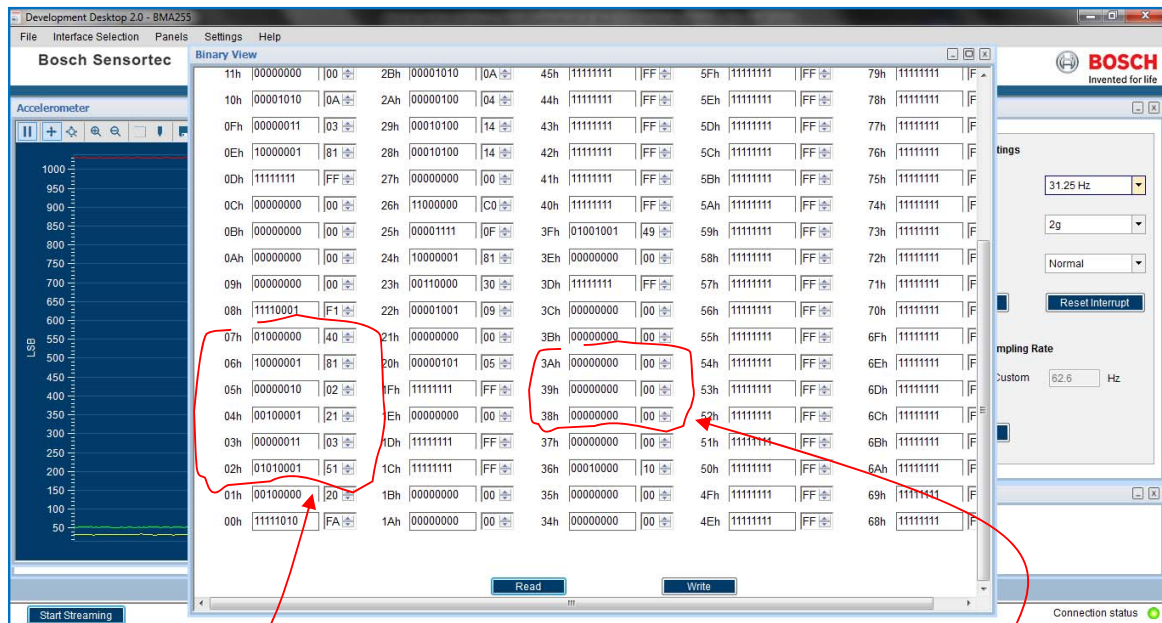 Development Desktop 2.0 - BMA255
File Interface Selection Panels Settings Help
Bosch Sensortec
BOSCH
Invented for life
Accelerometer
1000
950
900
850
800
750
700
650
600
550
500
450
400
350
300
250
200
150
100
50
LSB
Binary View
11h 00000000 00 2Bh 00001010 0A 45h 11111111 FF 5Fh 11111111 FF 79h 11111111 F
10h 00001010 0A 2Ah 00000100 04 44h 11111111 FF 5Eh 11111111 FF 78h 11111111 F
0Fh 00000011 03 29h 00010100 14 43h 11111111 FF 5Dh 11111111 FF 77h 11111111 F
0Eh 10000001 81 28h 00010100 14 42h 11111111 FF 5Ch 11111111 FF 76h 11111111 F
0Dh 11111111 FF 27h 00000000 00 41h 11111111 FF 5Bh 11111111 FF 75h 11111111 F
0Ch 00000000 00 26h 11000000 C0 40h 11111111 FF 5Ah 11111111 FF 74h 11111111 F
0Bh 00000000 00 25h 00001111 0F 3Fh 01001001 49 59h 11111111 FF 73h 11111111 F
0Ah 00000000 00 24h 10000001 81 3Eh 00000000 00 58h 11111111 FF 72h 11111111 F
09h 00000000 00 23h 00110000 30 3Dh 11111111 FF 57h 11111111 FF 71h 11111111 F
08h 11110001 F1 22h 00001001 09 3Ch 00000000 00 56h 11111111 FF 70h 11111111 F
07h 01000000 40 21h 00000000 00 3Bh 00000000 00 55h 11111111 FF 6Fh 11111111 F
06h 10000001 81 20h 00000101 05 3Ah 00000000 00 54h 11111111 FF 6Eh 11111111 F
05h 00000010 02 1Fh 11111111 FF 39h 00000000 00 53h 11111111 FF 6Dh 11111111 F
04h 00100001 21 1Eh 00000000 00 38h 00000000 00 52h 11111111 FF 6Ch 11111111 F
03h 00000011 03 1Dh 11111111 FF 37h 00000000 00 51h 11111111 FF 6Bh 11111111 F
02h 01010001 51 1Ch 11111111 FF 36h 00010000 10 50h 11111111 FF 6Ah 11111111 F
01h 00100000 20 1Bh 00000000 00 35h 00000000 00 4Fh 11111111 FF 69h 11111111 F
00h 11111010 FA 1Ah 00000000 00 34h 00000000 00 4Eh 11111111 FF 68h 11111111 F
Read Write
tings
31.25 Hz
2g
Normal
Reset Interrupt
mpling Rate
Custom 62.6 Hz
Start Streaming
Connection status